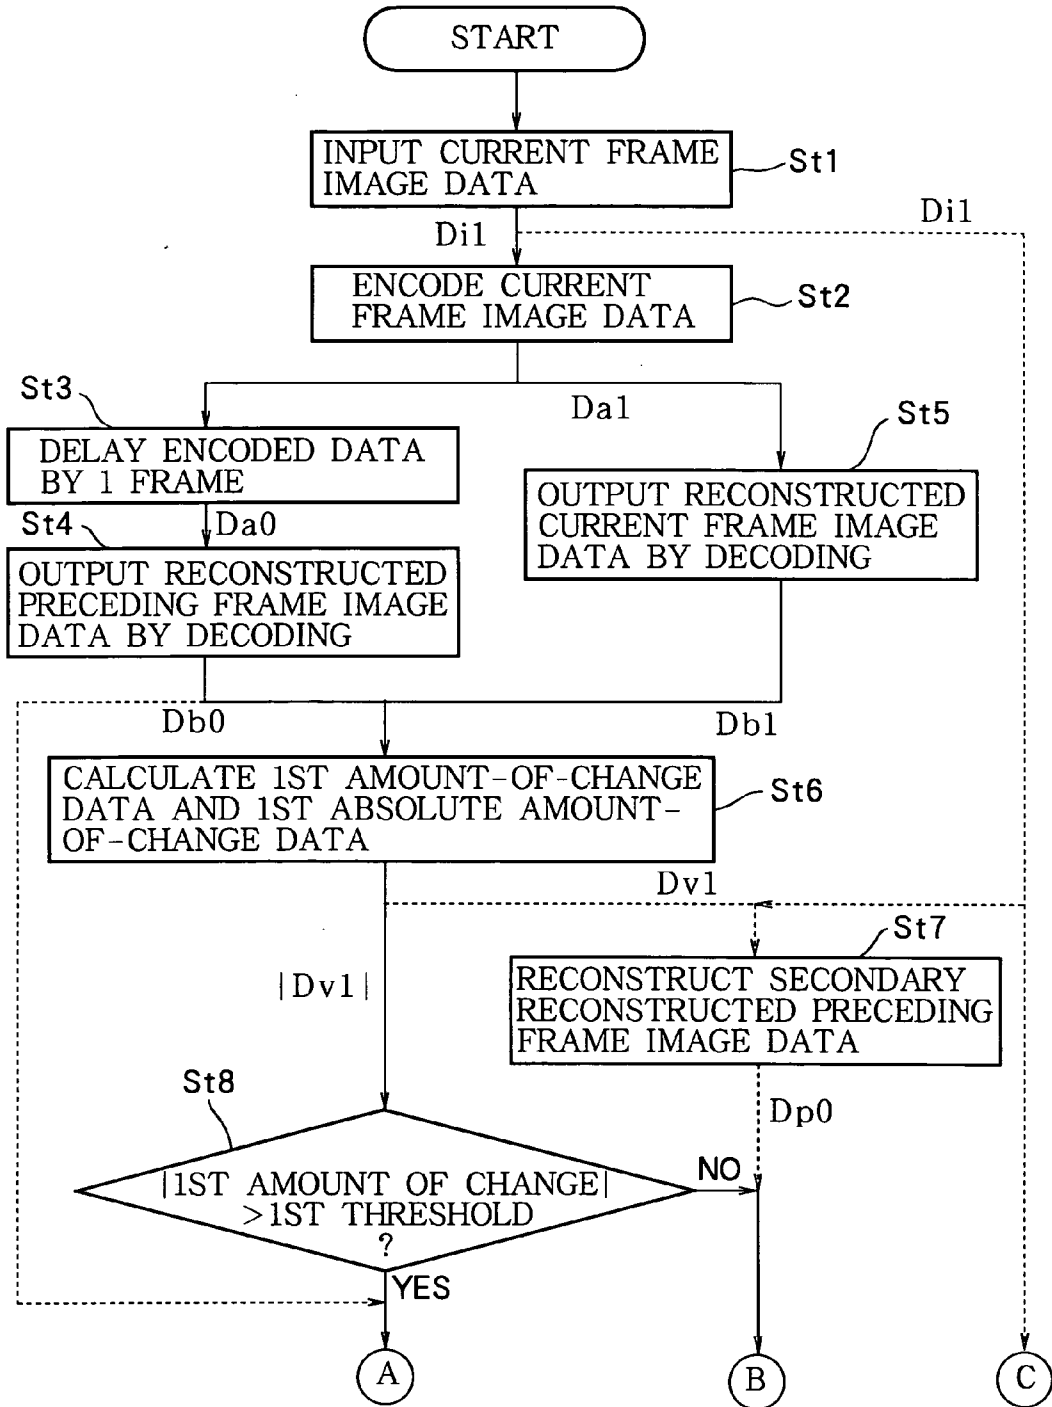 START
INPUT CURRENT FRAME
IMAGE DATA
St1
Di1
Di1
ENCODE CURRENT
FRAME IMAGE DATA
St2
St3
Da1
St5
DELAY ENCODED DATA
BY 1 FRAME
St4
Da0
OUTPUT RECONSTRUCTED
CURRENT FRAME IMAGE
DATA BY DECODING
OUTPUT RECONSTRUCTED
PRECEDING FRAME IMAGE
DATA BY DECODING
Db0
Db1
CALCULATE 1ST AMOUNT-OF-CHANGE
DATA AND 1ST ABSOLUTE AMOUNT-
OF-CHANGE DATA
St6
Dv1
St7
|Dv1|
RECONSTRUCT SECONDARY
RECONSTRUCTED PRECEDING
FRAME IMAGE DATA
St8
Dp0
|1ST AMOUNT OF CHANGE|
>1ST THRESHOLD
?
NO
YES
A
B
C